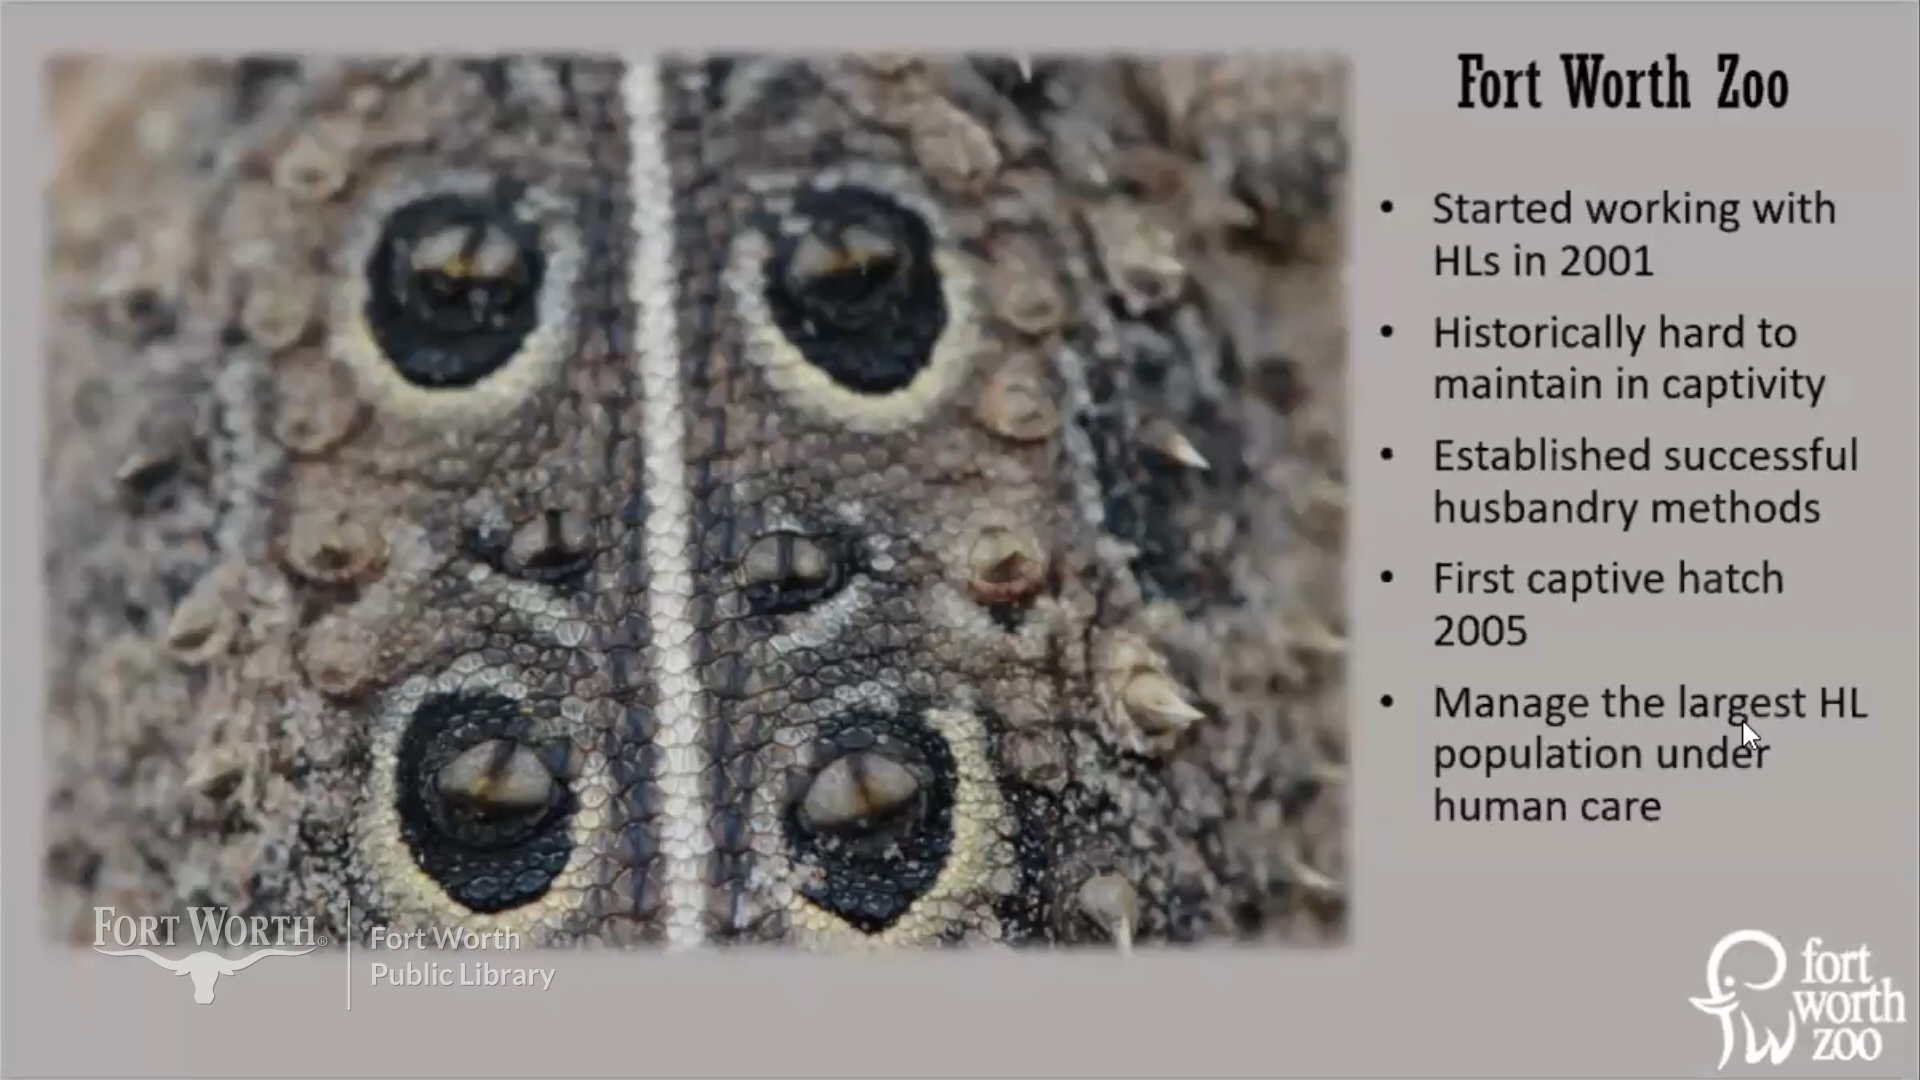 Fort Worth Zoo
• Started working with
HLs in 2001
• Historically hard to
maintain in captivity
• Established successful
husbandry methods
• First captive hatch
2005
• Manage the largest HL
population under
human care
FORT WORTH®
Fort Worth
Public Library
fort
worth
zoo